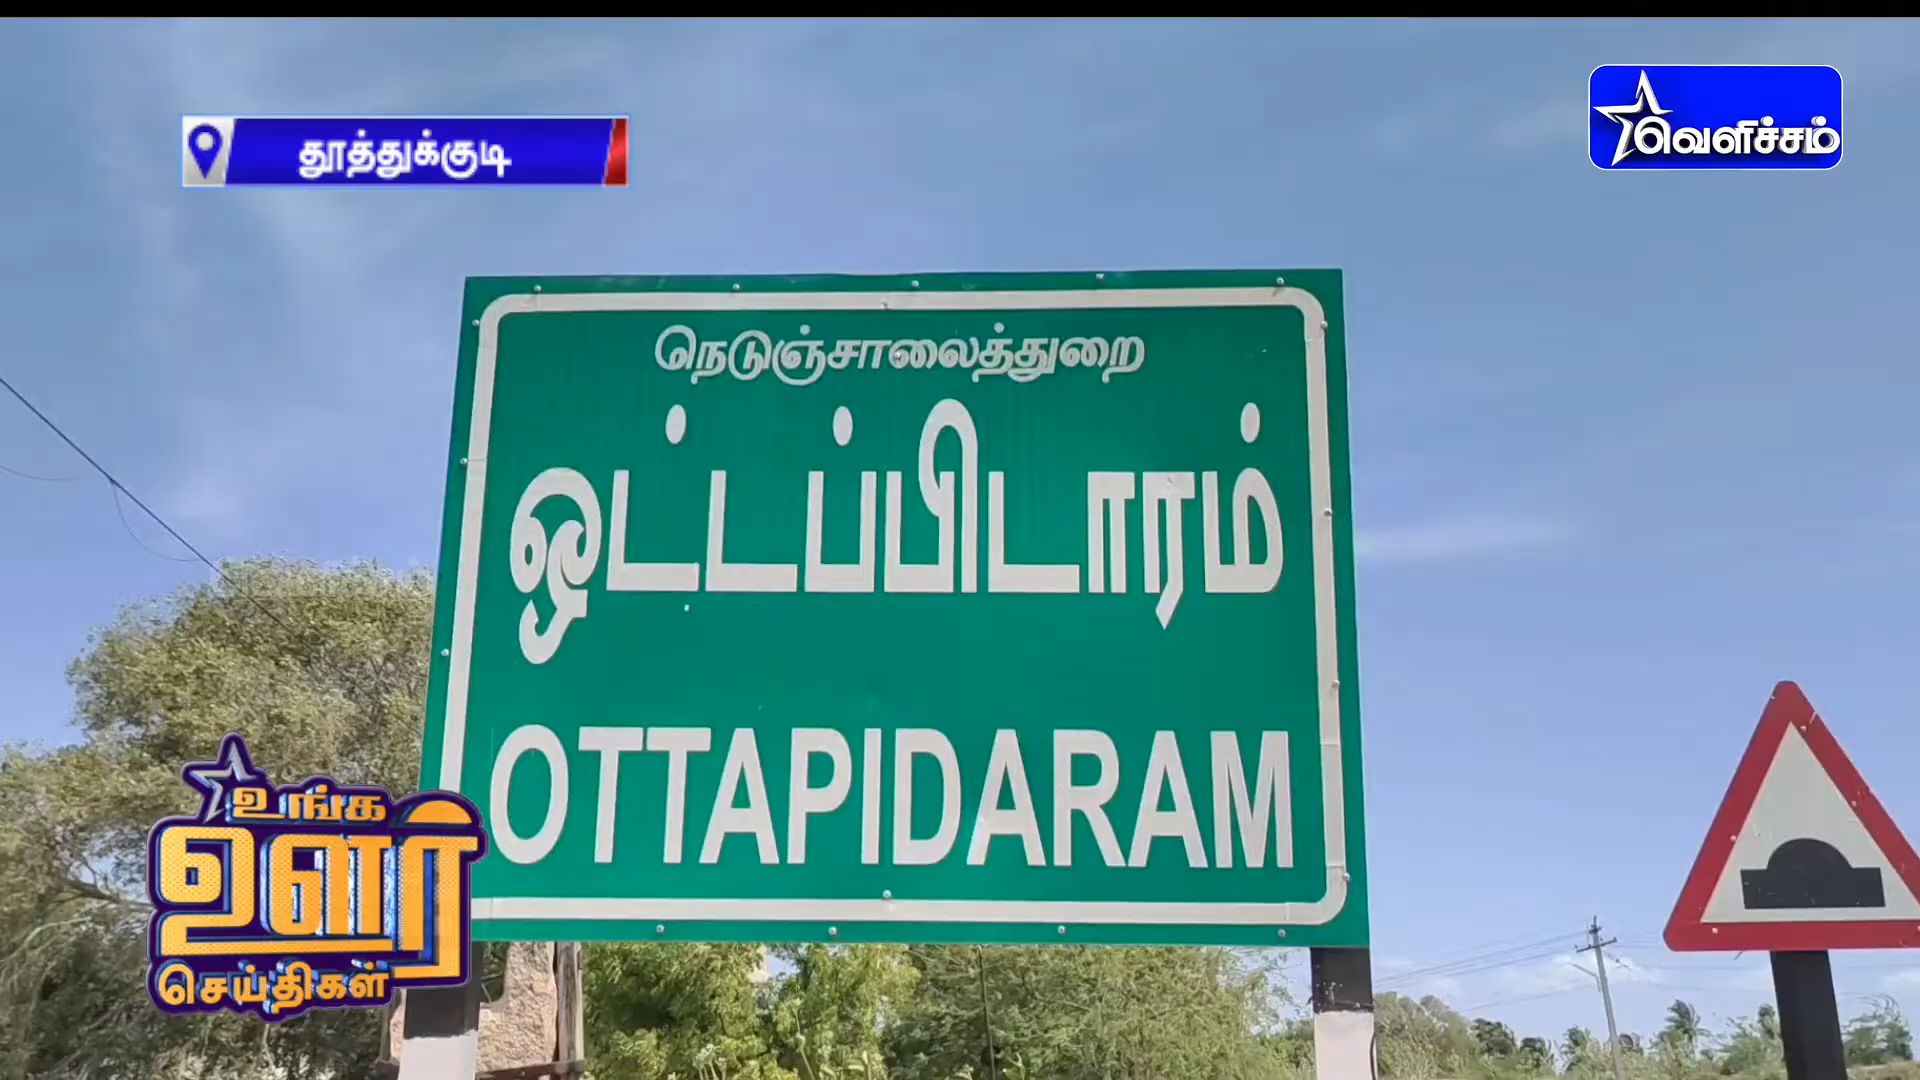 தூத்துக்குடி
வெளிச்சம்
நெடுஞ்சாலைத்துறை
ஒட்டப்பிடாரம்
OTTAPIDARAM
உங்க
ஊர்
செய்திகள்